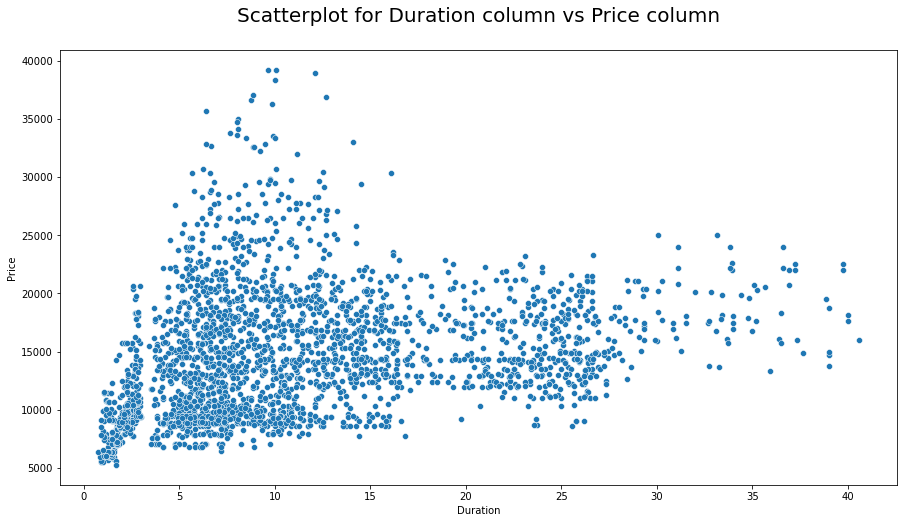 Scatterplot for Duration column vs Price column
40000
35000
30000
25000
20000
15000
10000
5000
Price
0 5 10 15 20 25 30 35 40
Duration